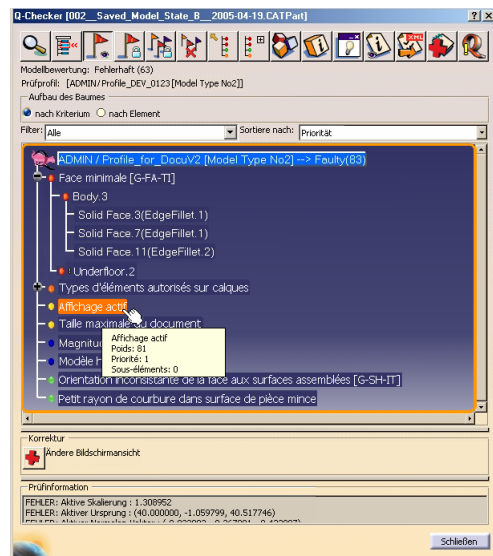 Q-Checker [002__Saved_Model_State_B__2005-04-19.CATPart]
Modellbewertung: Fehlerhaft (63)
Prüfprofil: [ADMIN/Profile_DEV_0123[Model Type No2]]
Aufbau des Baumes
nach Kriterium nach Element
Filter: Alle Sortiere nach: Priorität
ADMIN / Profile_for_DocuV2 [Model Type No2] --> Faulty(83)
Face minimale [G-FA-TI]
Body.3
Solid Face.3(EdgeFillet.1)
Solid Face.7(EdgeFillet.1)
Solid Face.11(EdgeFillet.2)
Underfloor.2
Types d'éléments autorisés sur calques
Affichage actif
Taille maximale du document
Affichage actif
Poids: 81
Priorité: 1
Sous-éléments: 0
Orientation inconsistante de la face aux surfaces assemblées [G-SH-IT]
Petit rayon de courbure dans surface de pièce mince
Korrektur
Ändere Bildschirmansicht
Prüfinformation
FEHLER: Aktive Skalierung : 1.308952
FEHLER: Aktiver Ursprung : (40.000000, -1.059799, 40.517746)
Schließen